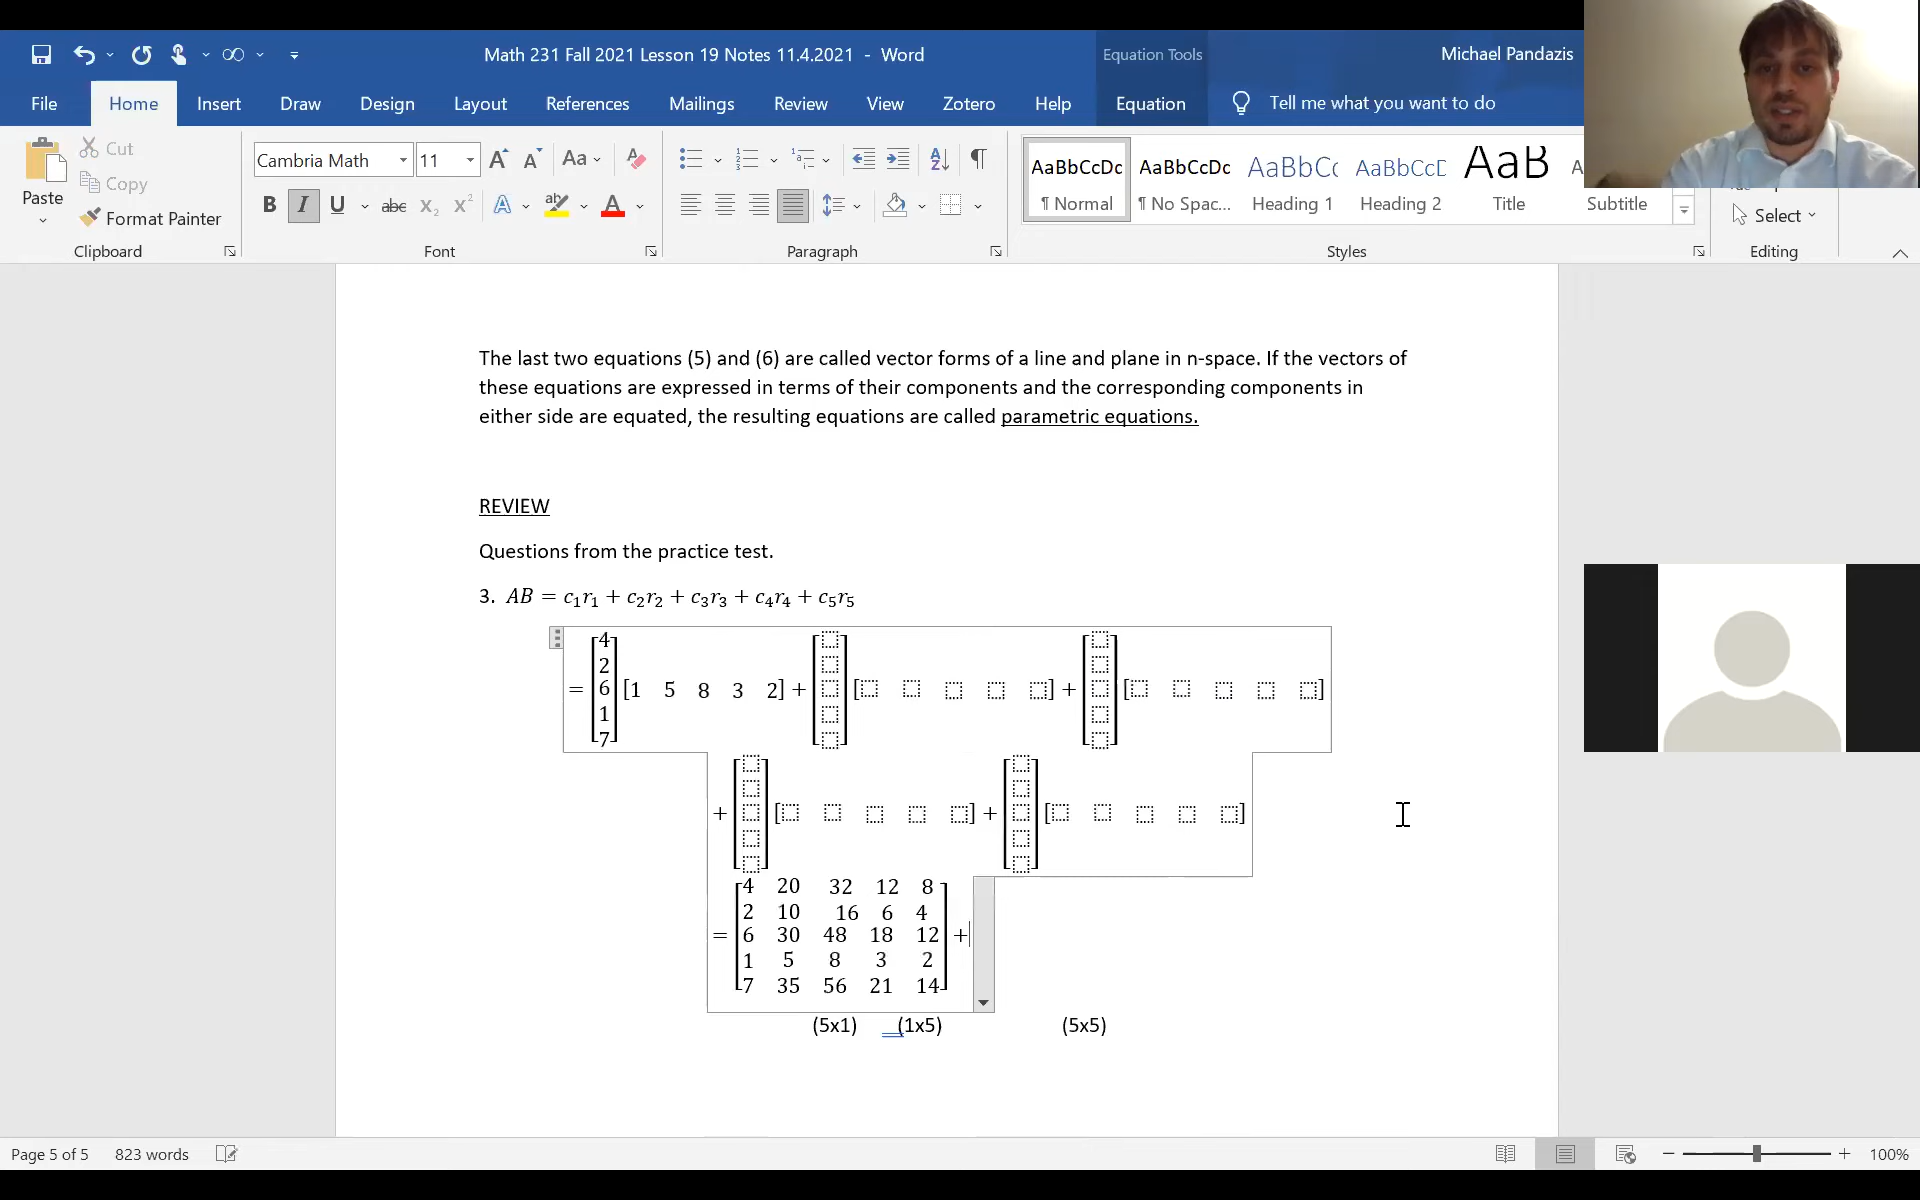 Math 231 Fall 2021 Lesson 19 Notes 11.4.2021 - Word
Equation Tools
Michael Pandazis
File Home Insert Draw Design Layout References Mailings Review View Zotero Help Equation Tell me what you want to do
Paste
Cut
Copy
Format Painter
Clipboard
Cambria Math 11
Aa
B I U abc X₂ X²
Font
Paragraph
AaBbCcDc AaBbCcDc AaBbCc AaBbCcD AaB
¶ Normal ¶ No Spac... Heading 1 Heading 2 Title Subtitle
Styles
Select
Editing
The last two equations (5) and (6) are called vector forms of a line and plane in n-space. If the vectors of
these equations are expressed in terms of their components and the corresponding components in
either side are equated, the resulting equations are called parametric equations.
REVIEW
Questions from the practice test.
3. AB = c₁r₁ + c₂r₂ + c₃r₃ + c₄r₄ + c₅r₅
4
2
= 6 [1 5 8 3 2] + [ ] + [ ]
1
7
+ [ ] + [ ]
4 20 32 12 8
2 10 16 6 4
= 6 30 48 18 12 +
1 5 8 3 2
7 35 56 21 14
(5x1) (1x5) (5x5)
Page 5 of 5 823 words
100%